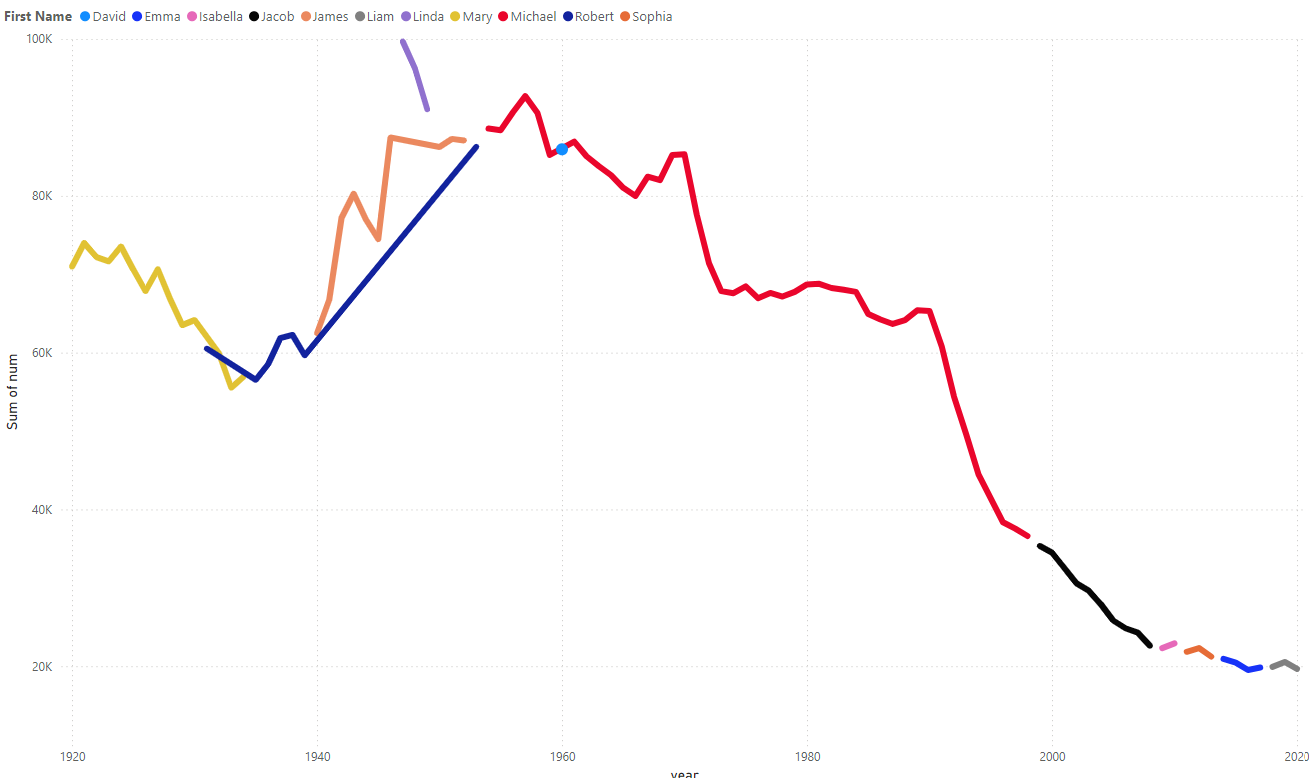 First Name David Emma Isabella Jacob James Liam Linda Mary Michael Robert Sophia
100K
80K
60K
40K
20K
Sum of num
1920 1940 1960 1980 2000 2020
year